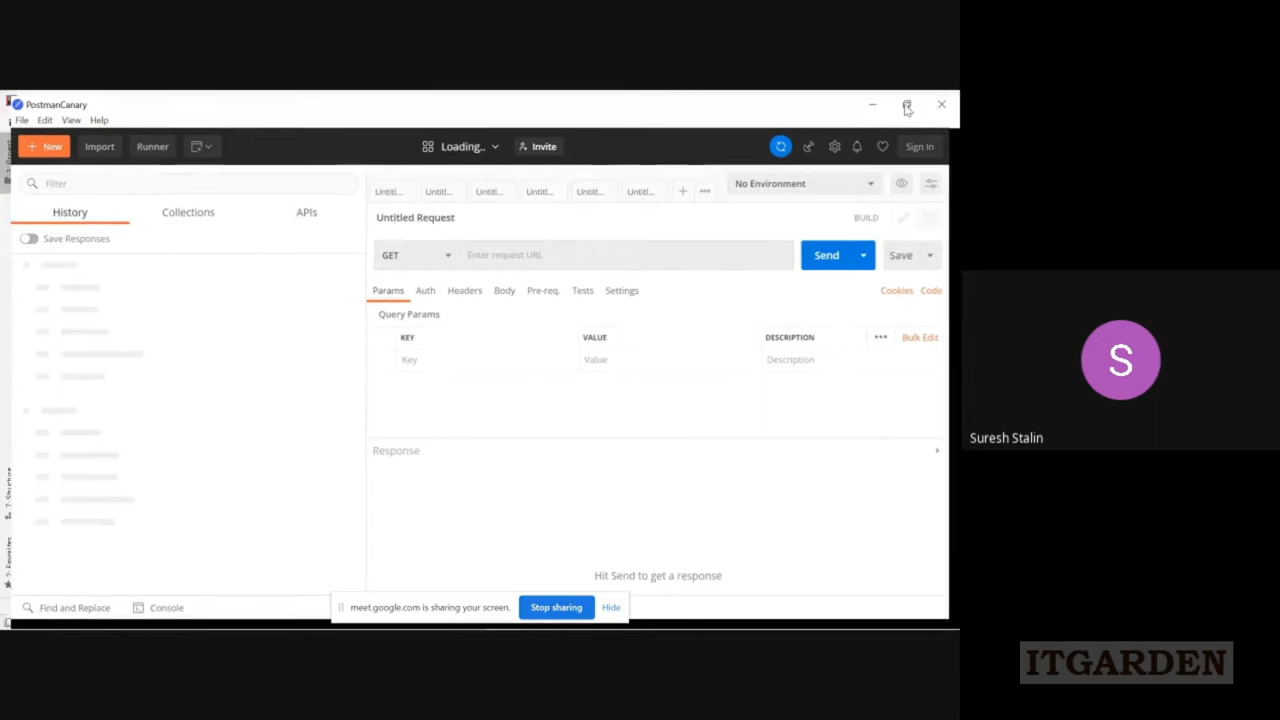 PostmanCanary
File Edit View Help
New Import Runner Loading.. Invite Sign In
Filter
History Collections APIs
Save Responses
Untitl... Untitl... Untitl... Untitl... Untitl... Untitl... + ••• No Environment
Untitled Request BUILD
GET Enter request URL Send Save
Params Auth Headers Body Pre-req. Tests Settings Cookies Code
Query Params
KEY VALUE DESCRIPTION ••• Bulk Edit
Key Value Description
Response
Hit Send to get a response
Find and Replace Console
meet.google.com is sharing your screen. Stop sharing Hide
7: Structure
2: Favorites
S
Suresh Stalin
ITGARDEN